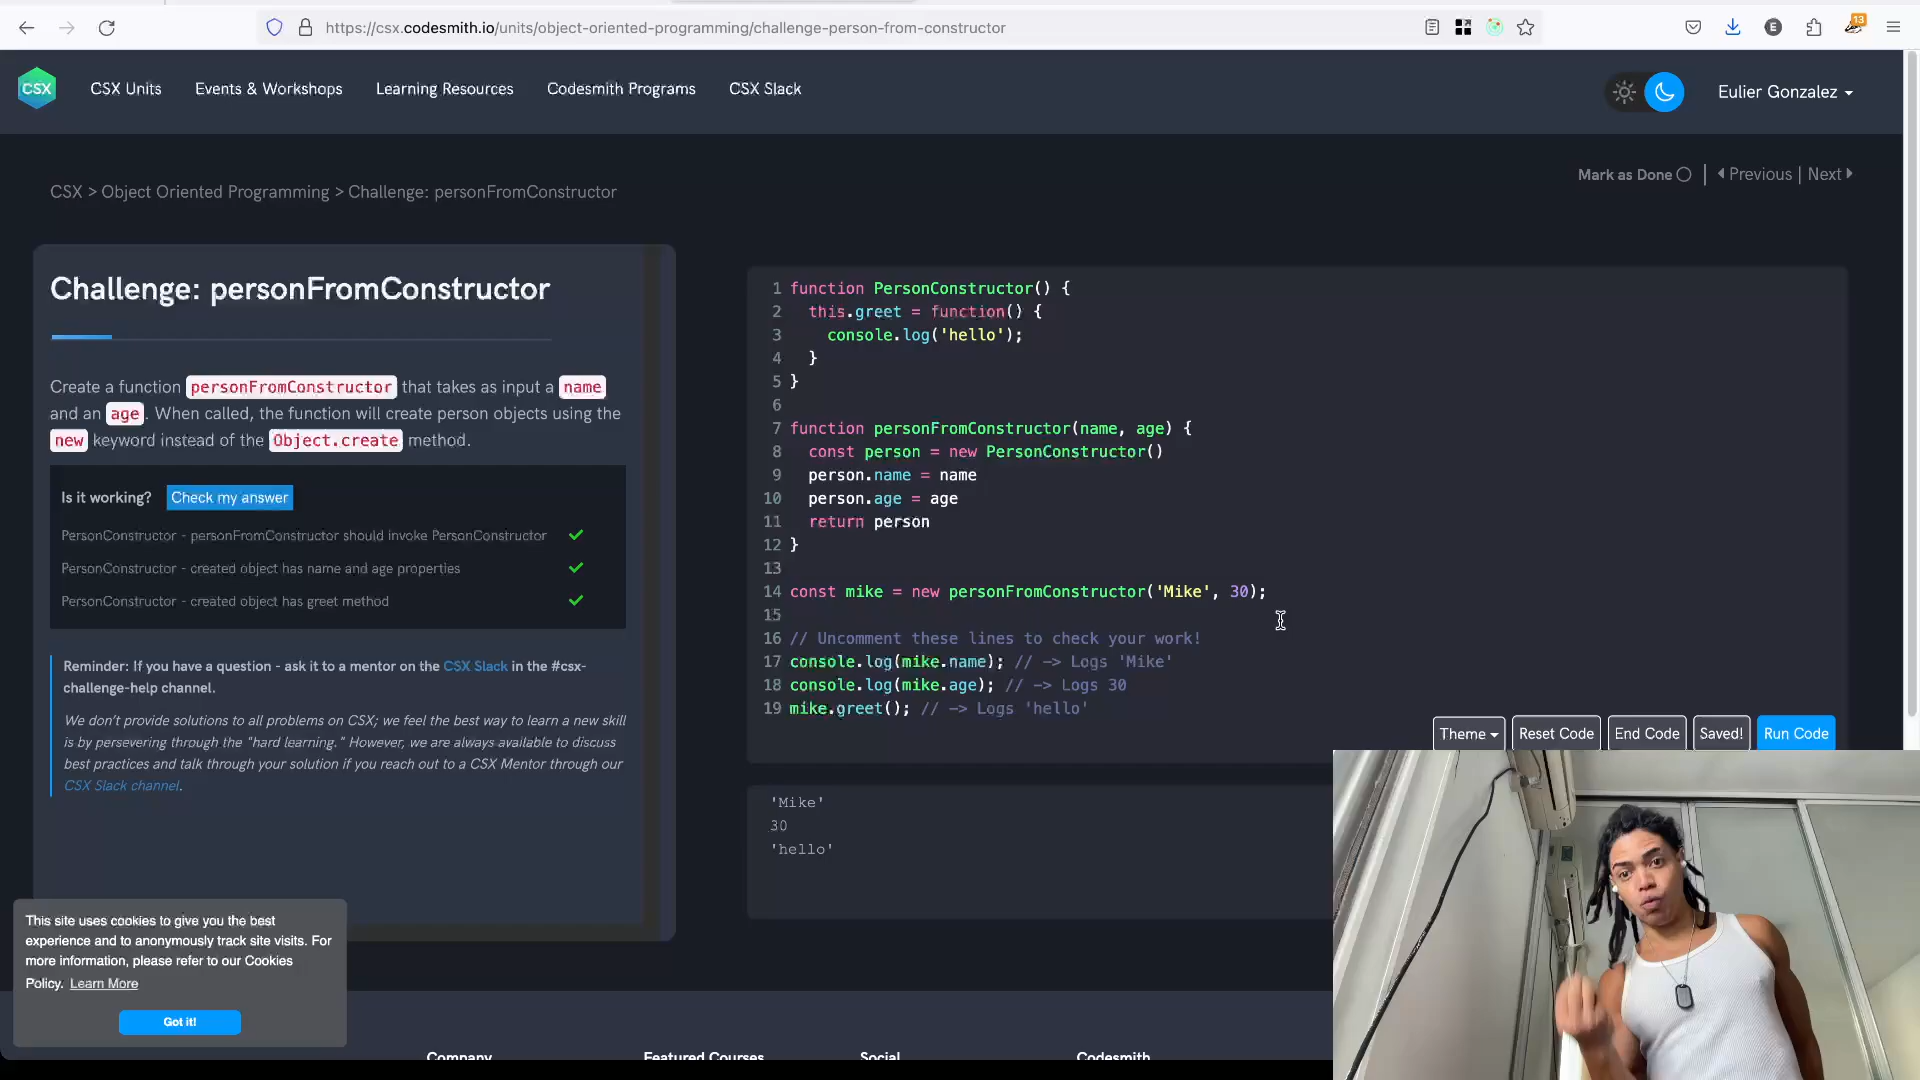 https://csx.codesmith.io/units/object-oriented-programming/challenge-person-from-constructor
13
E
CSX
CSX Units
Events & Workshops
Learning Resources
Codesmith Programs
CSX Slack
Eulier Gonzalez
CSX > Object Oriented Programming > Challenge: personFromConstructor
Mark as Done
Previous | Next
Challenge: personFromConstructor
Create a function personFromConstructor that takes as input a name
and an age. When called, the function will create person objects using the
new keyword instead of the Object.create method.
Is it working? Check my answer
PersonConstructor - personFromConstructor should invoke PersonConstructor
PersonConstructor - created object has name and age properties
PersonConstructor - created object has greet method
Reminder: If you have a question - ask it to a mentor on the CSX Slack in the #csx-
challenge-help channel.
We don't provide solutions to all problems on CSX; we feel the best way to learn a new skill
is by persevering through the "hard learning." However, we are always available to discuss
best practices and talk through your solution if you reach out to a CSX Mentor through our
CSX Slack channel.
1 function PersonConstructor() {
2 this.greet = function() {
3 console.log('hello');
4 }
5 }
6
7 function personFromConstructor(name, age) {
8 const person = new PersonConstructor()
9 person.name = name
10 person.age = age
11 return person
12 }
13
14 const mike = new personFromConstructor('Mike', 30);
15
16 // Uncomment these lines to check your work!
17 console.log(mike.name); // -> Logs 'Mike'
18 console.log(mike.age); // -> Logs 30
19 mike.greet(); // -> Logs 'hello'
Theme
Reset Code
End Code
Saved!
Run Code
'Mike'
30
'hello'
This site uses cookies to give you the best
experience and to anonymously track site visits. For
more information, please refer to our Cookies
Policy. Learn More
Got it!
Company
Featured Courses
Social
Codesmith